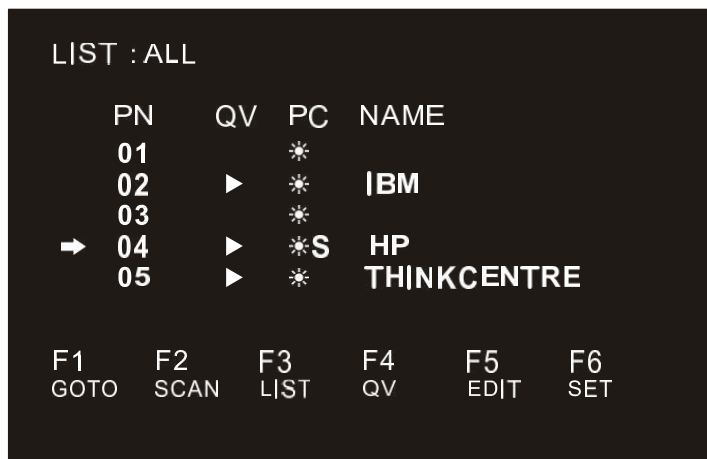 LIST : ALL
PN QV PC NAME
01 ☀
02 ▶ ☀ IBM
03 ☀
➡ 04 ▶ ☀S HP
05 ▶ ☀ THINKCENTRE
F1 F2 F3 F4 F5 F6
GOTO SCAN LIST QV EDIT SET